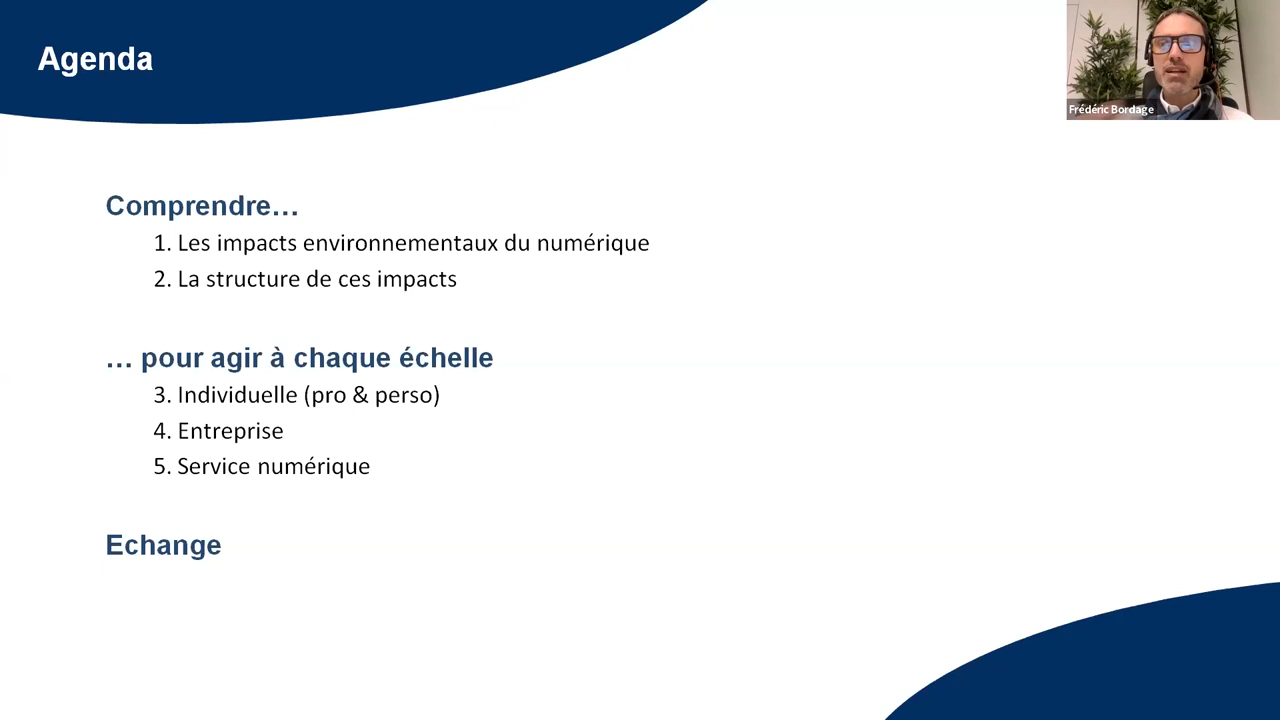 Agenda
Frédéric Bordage
Comprendre…
1. Les impacts environnementaux du numérique
2. La structure de ces impacts
… pour agir à chaque échelle
3. Individuelle (pro & perso)
4. Entreprise
5. Service numérique
Echange